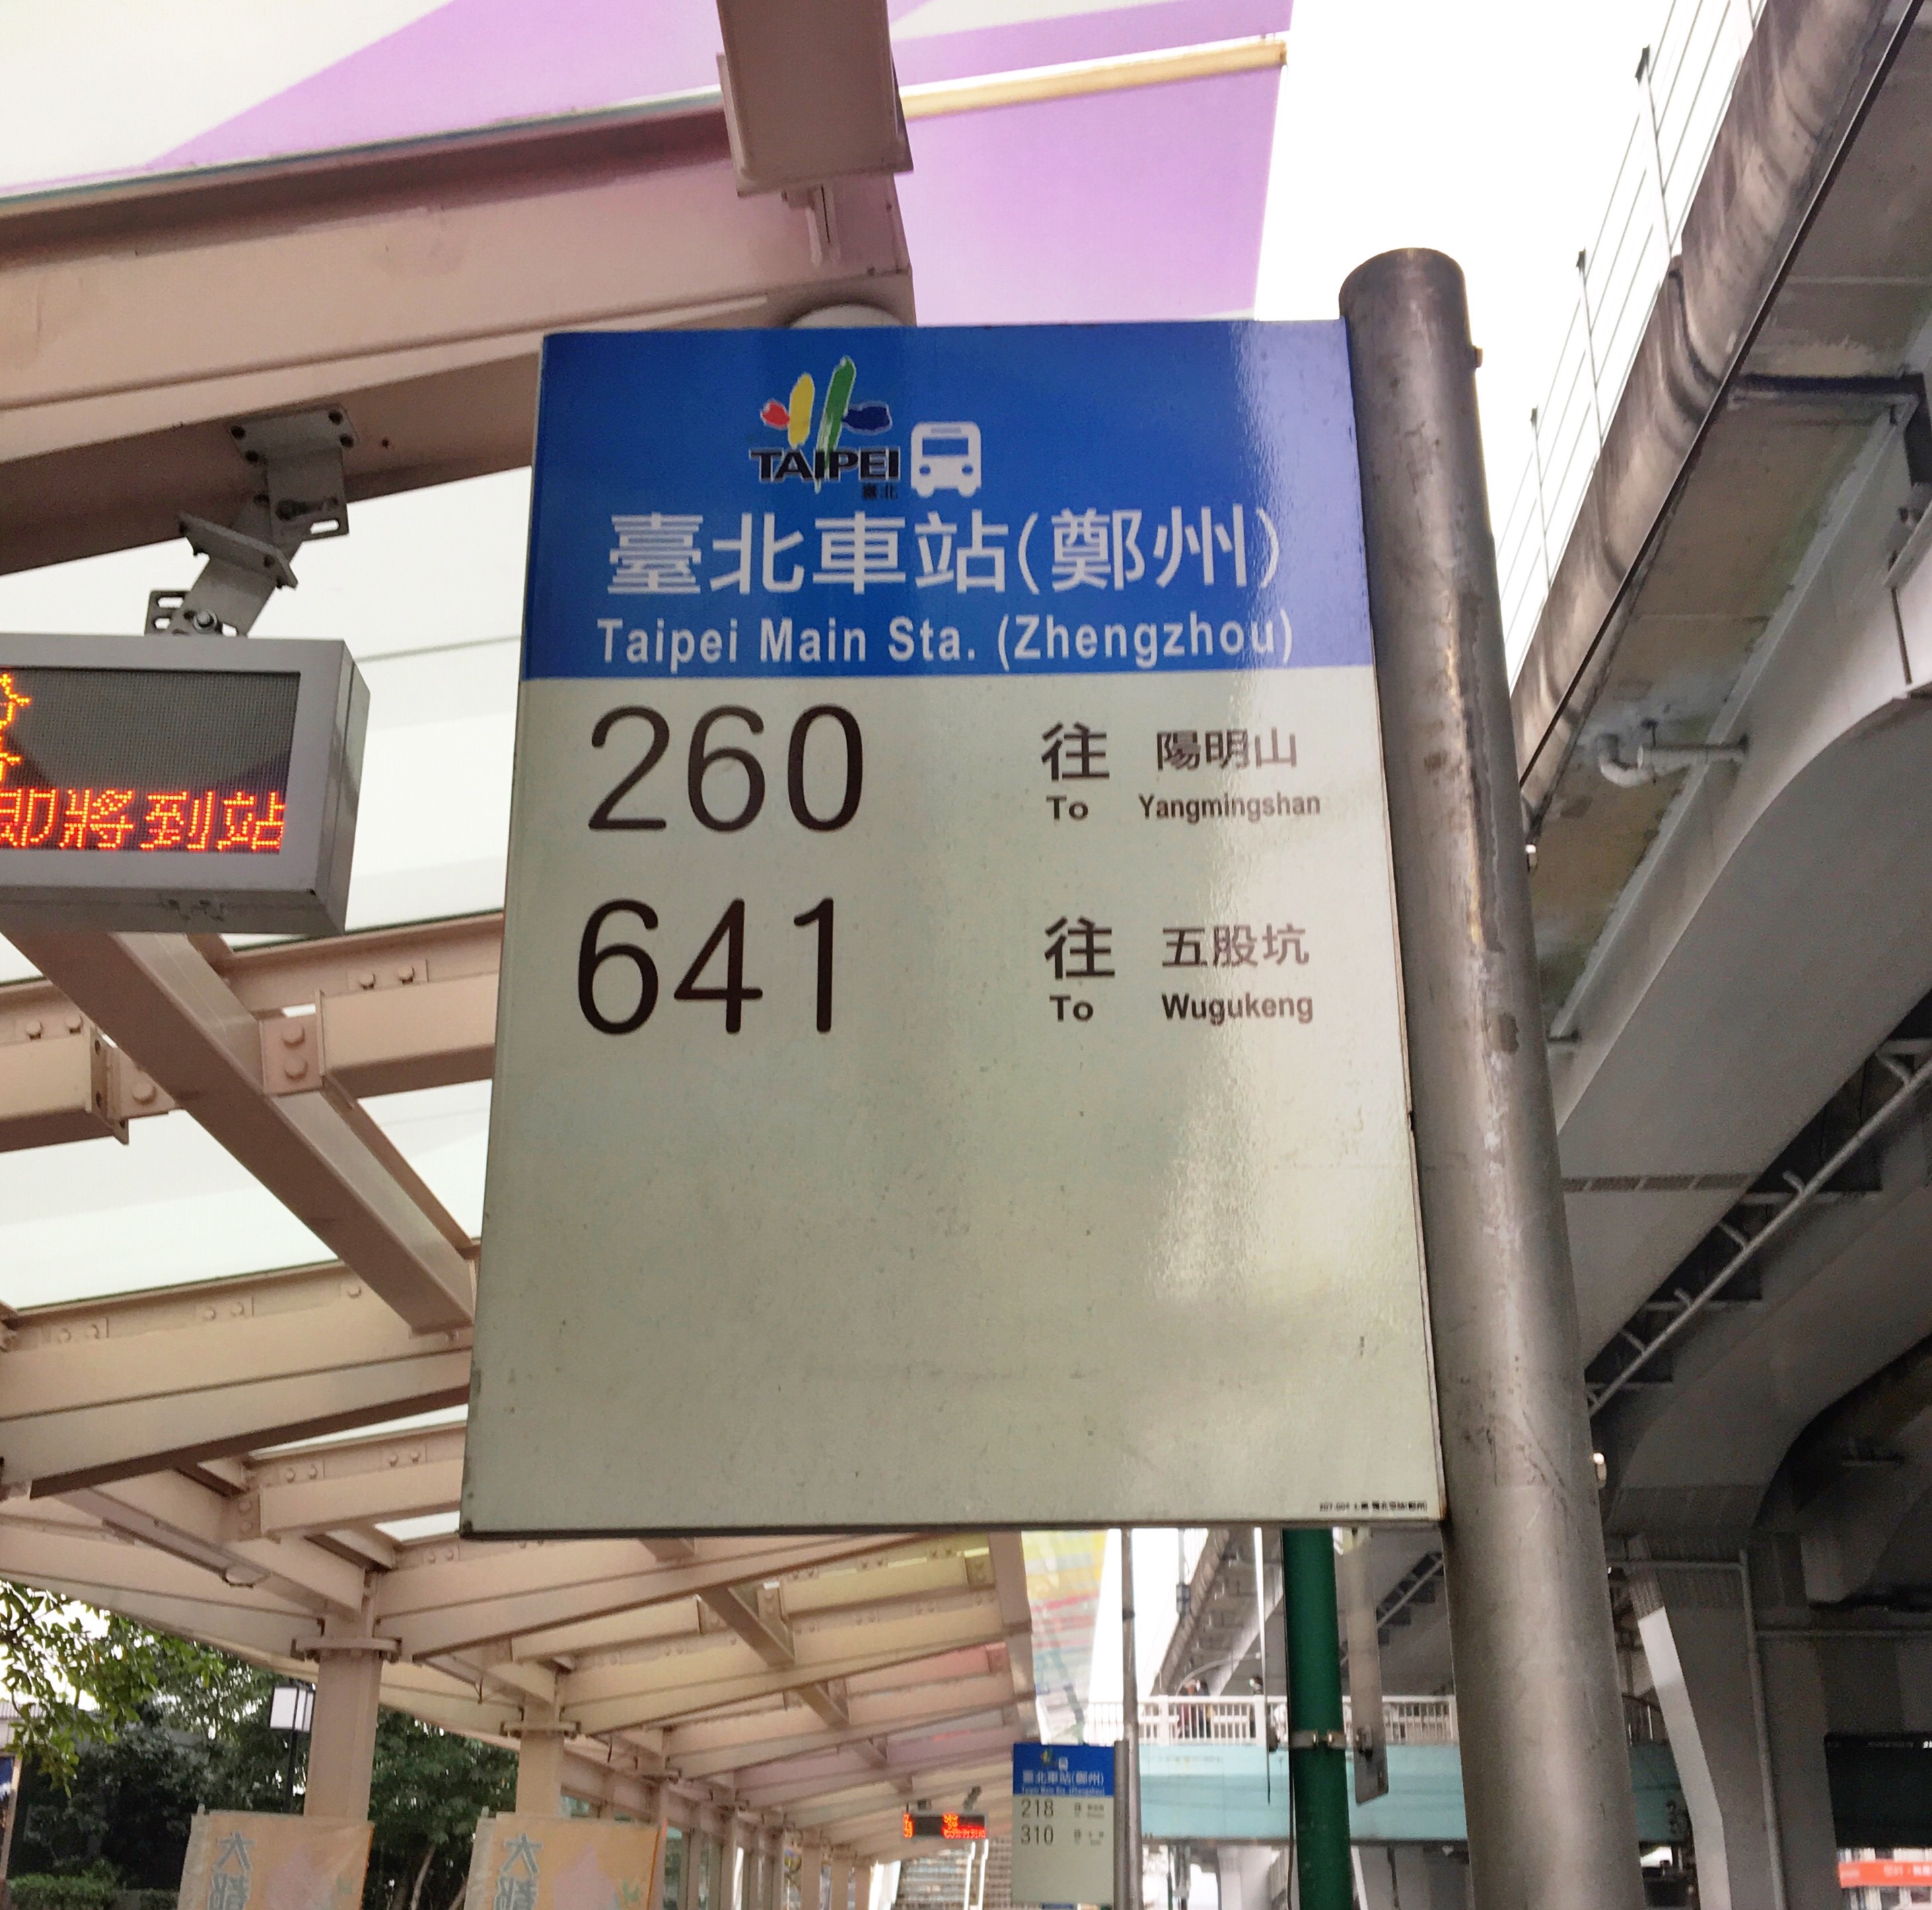 TAIPEI
臺北
臺北車站(鄭州)
Taipei Main Sta. (Zhengzhou)
260 往 陽明山
To Yangmingshan
641 往 五股坑
To Wugukeng
即將到站
臺北車站(鄭州)
218
310